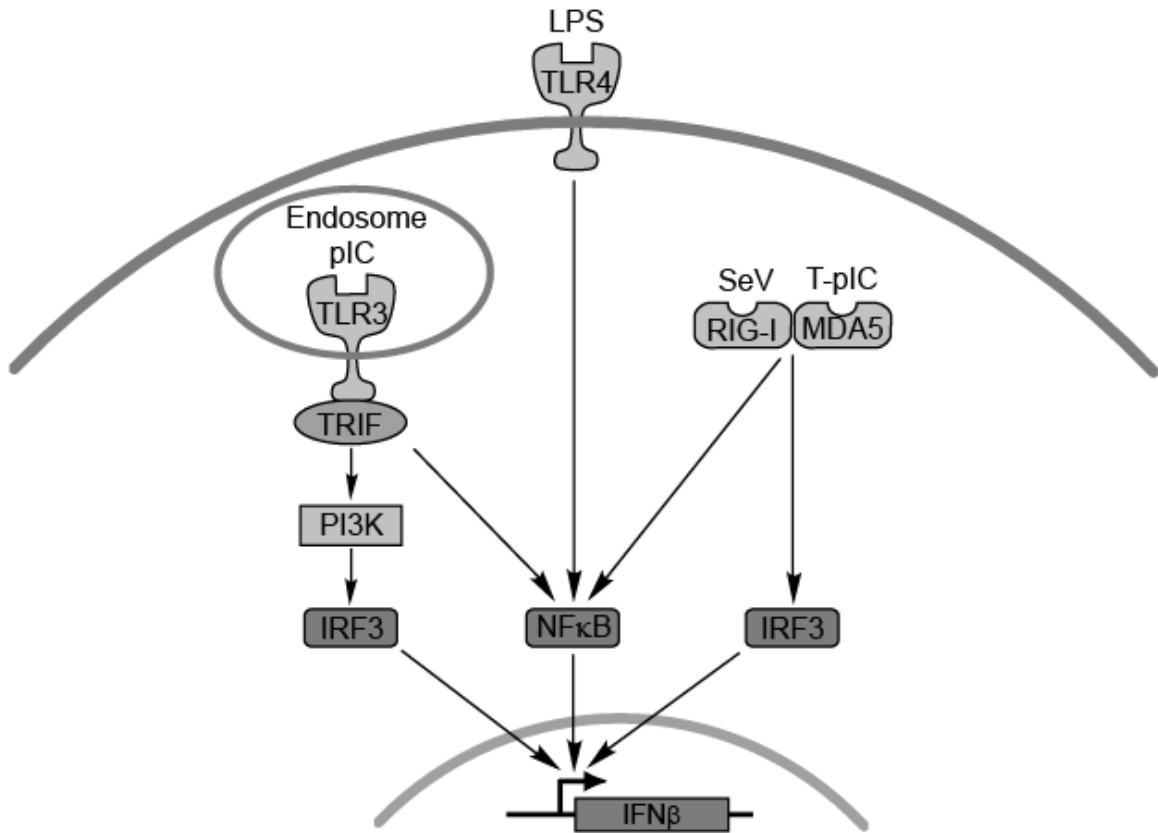 LPS
TLR4
Endosome
pIC
TLR3
TRIF
PI3K
IRF3
SeV
T-pIC
RIG-I
MDA5
NFκB
IRF3
IFNβ